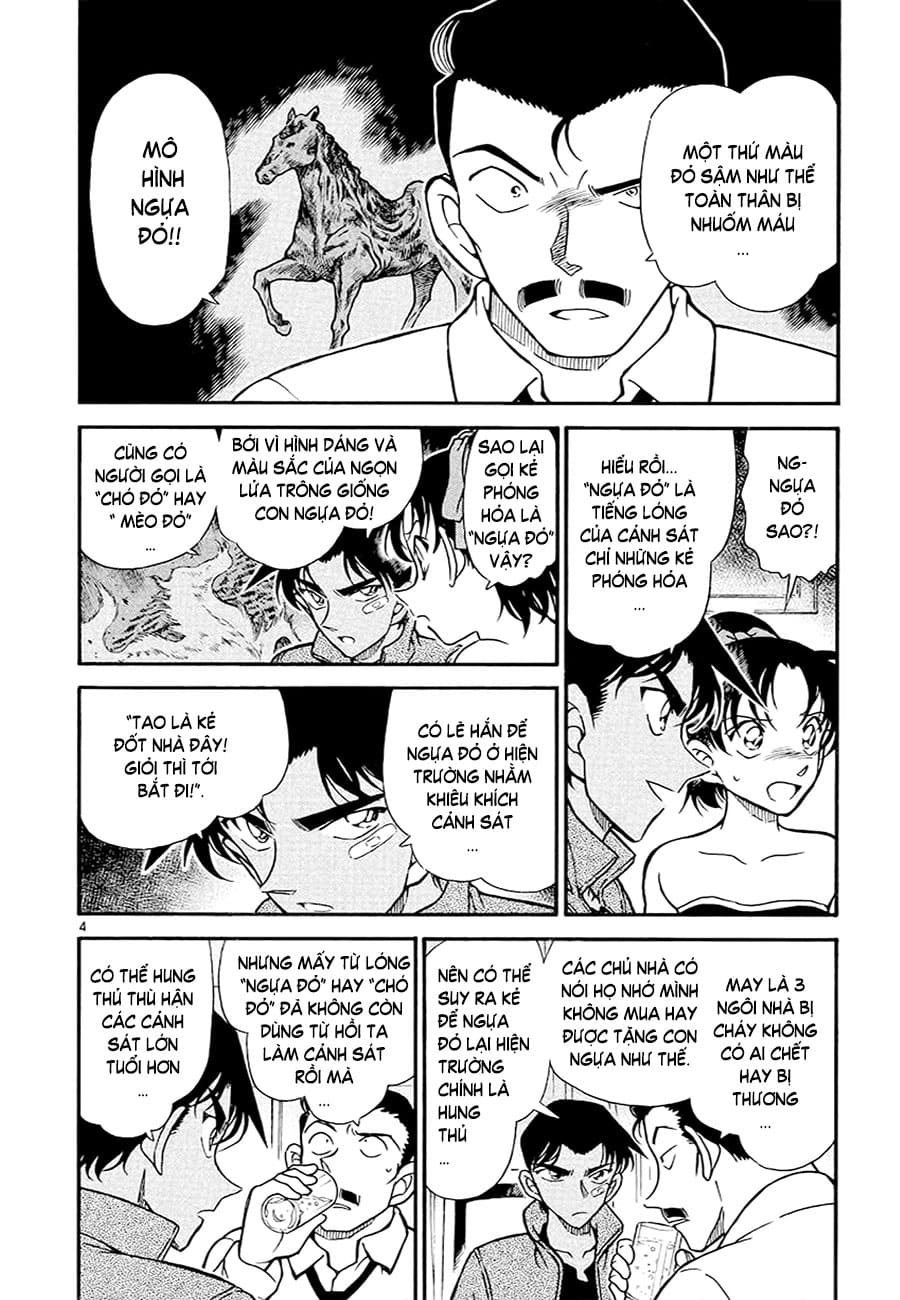 MỘT THỨ MÀU
ĐỎ SẬM NHƯ THỂ
TOÀN THÂN BỊ
NHUỐM MÁU
...
MÔ
HÌNH
NGỰA
ĐỎ!!
NG-
NGỰA
ĐỎ
SAO?!
HIỂU RỒI...
“NGỰA ĐỎ” LÀ
TIẾNG LÓNG
CỦA CẢNH SÁT
CHỈ NHỮNG KẺ
PHÓNG HỎA
...
SAO LẠI
GỌI KẺ
PHÓNG
HỎA LÀ
“NGỰA ĐỎ”
VẬY?
BỞI VÌ HÌNH DÁNG VÀ
MÀU SẮC CỦA NGỌN
LỬA TRÔNG GIỐNG
CON NGỰA ĐỎ!
CŨNG CÓ
NGƯỜI GỌI LÀ
“CHÓ ĐỎ” HAY
“ MÈO ĐỎ”
...
CÓ LẼ HẮN ĐỂ
NGỰA ĐỎ Ở HIỆN
TRƯỜNG NHẰM
KHIÊU KHÍCH
CẢNH SÁT
...
“TAO LÀ KẺ
ĐỐT NHÀ ĐÂY!
GIỎI THÌ TỚI
BẮT ĐI!”.
4
MAY LÀ 3
NGÔI NHÀ BỊ
CHÁY KHÔNG
CÓ AI CHẾT
HAY BỊ
THƯƠNG
...
CÁC CHỦ NHÀ CÓ
NÓI HỌ NHỚ MÌNH
KHÔNG MUA HAY
ĐƯỢC TẶNG CON
NGỰA NHƯ THẾ.
NÊN CÓ THỂ
SUY RA KẺ
ĐỂ NGỰA
ĐỎ LẠI HIỆN
TRƯỜNG
CHÍNH LÀ
HUNG
THỦ
...
NHƯNG MẤY TỪ LÓNG
“NGỰA ĐỎ” HAY “CHÓ
ĐỎ” ĐÃ KHÔNG CÒN
DÙNG TỪ HỒI TA
LÀM CẢNH SÁT
RỒI MÀ
...
CÓ THỂ HUNG
THỦ THÙ HẬN
CÁC CẢNH
SÁT LỚN
TUỔI HƠN
...